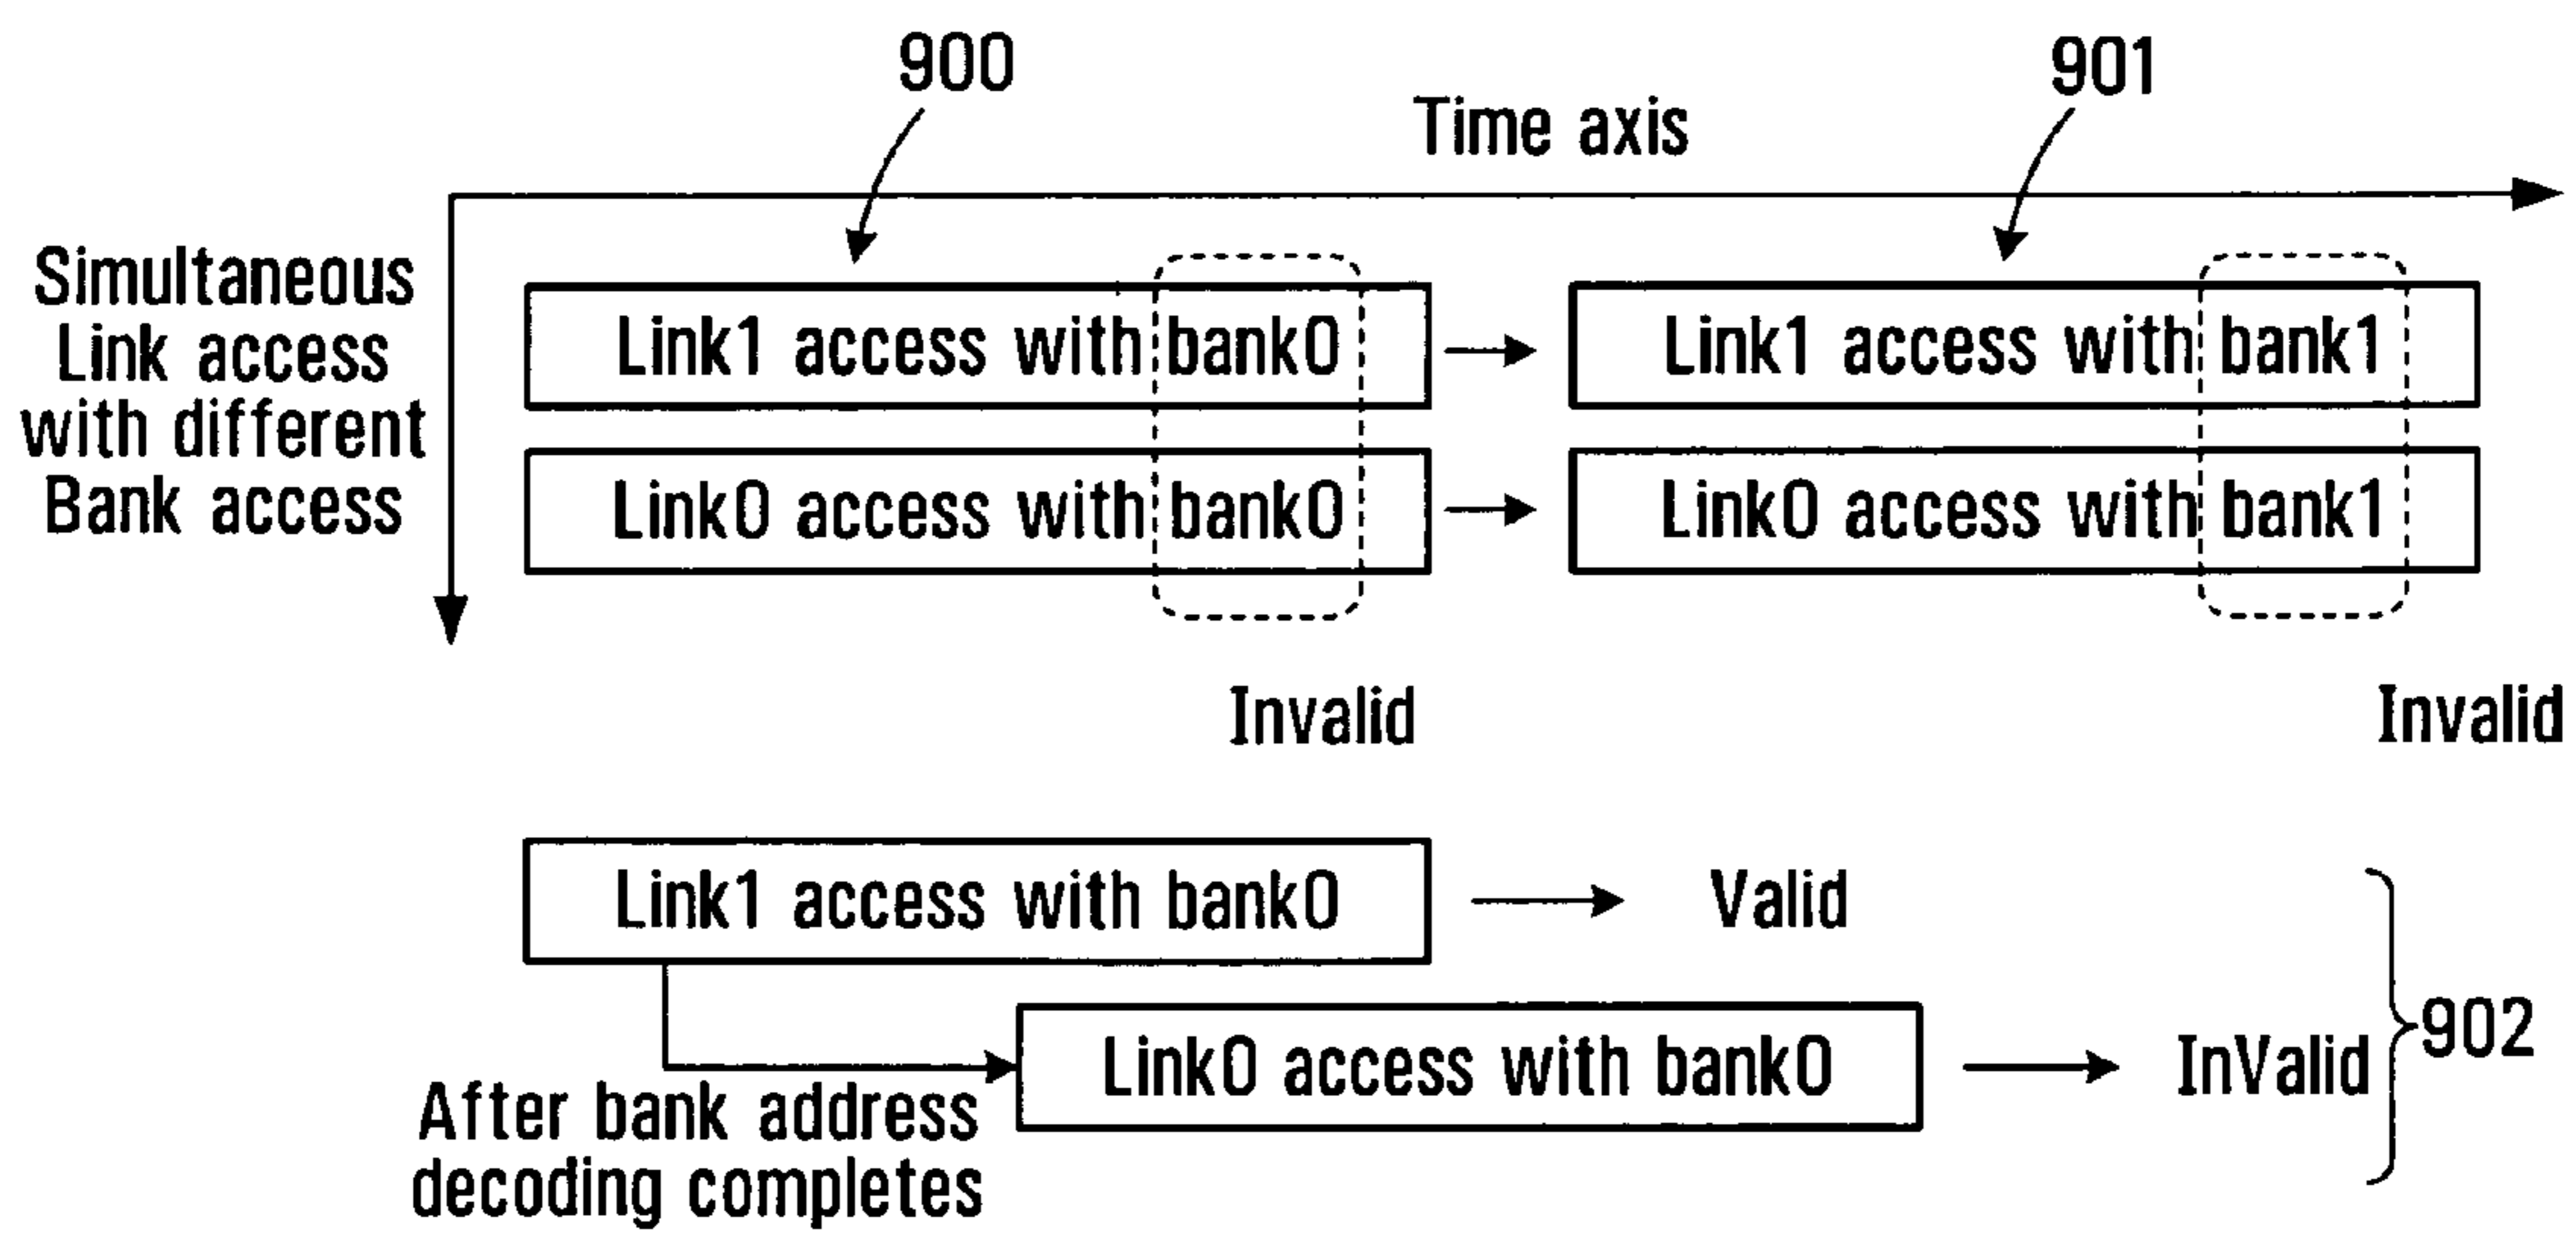 900
901
Time axis
Simultaneous
Link access
with different
Bank access
Link1 access with bank0
Link1 access with bank1
Link0 access with bank0
Link0 access with bank1
Invalid
Invalid
Link1 access with bank0
Valid
Link0 access with bank0
InValid
902
After bank address
decoding completes